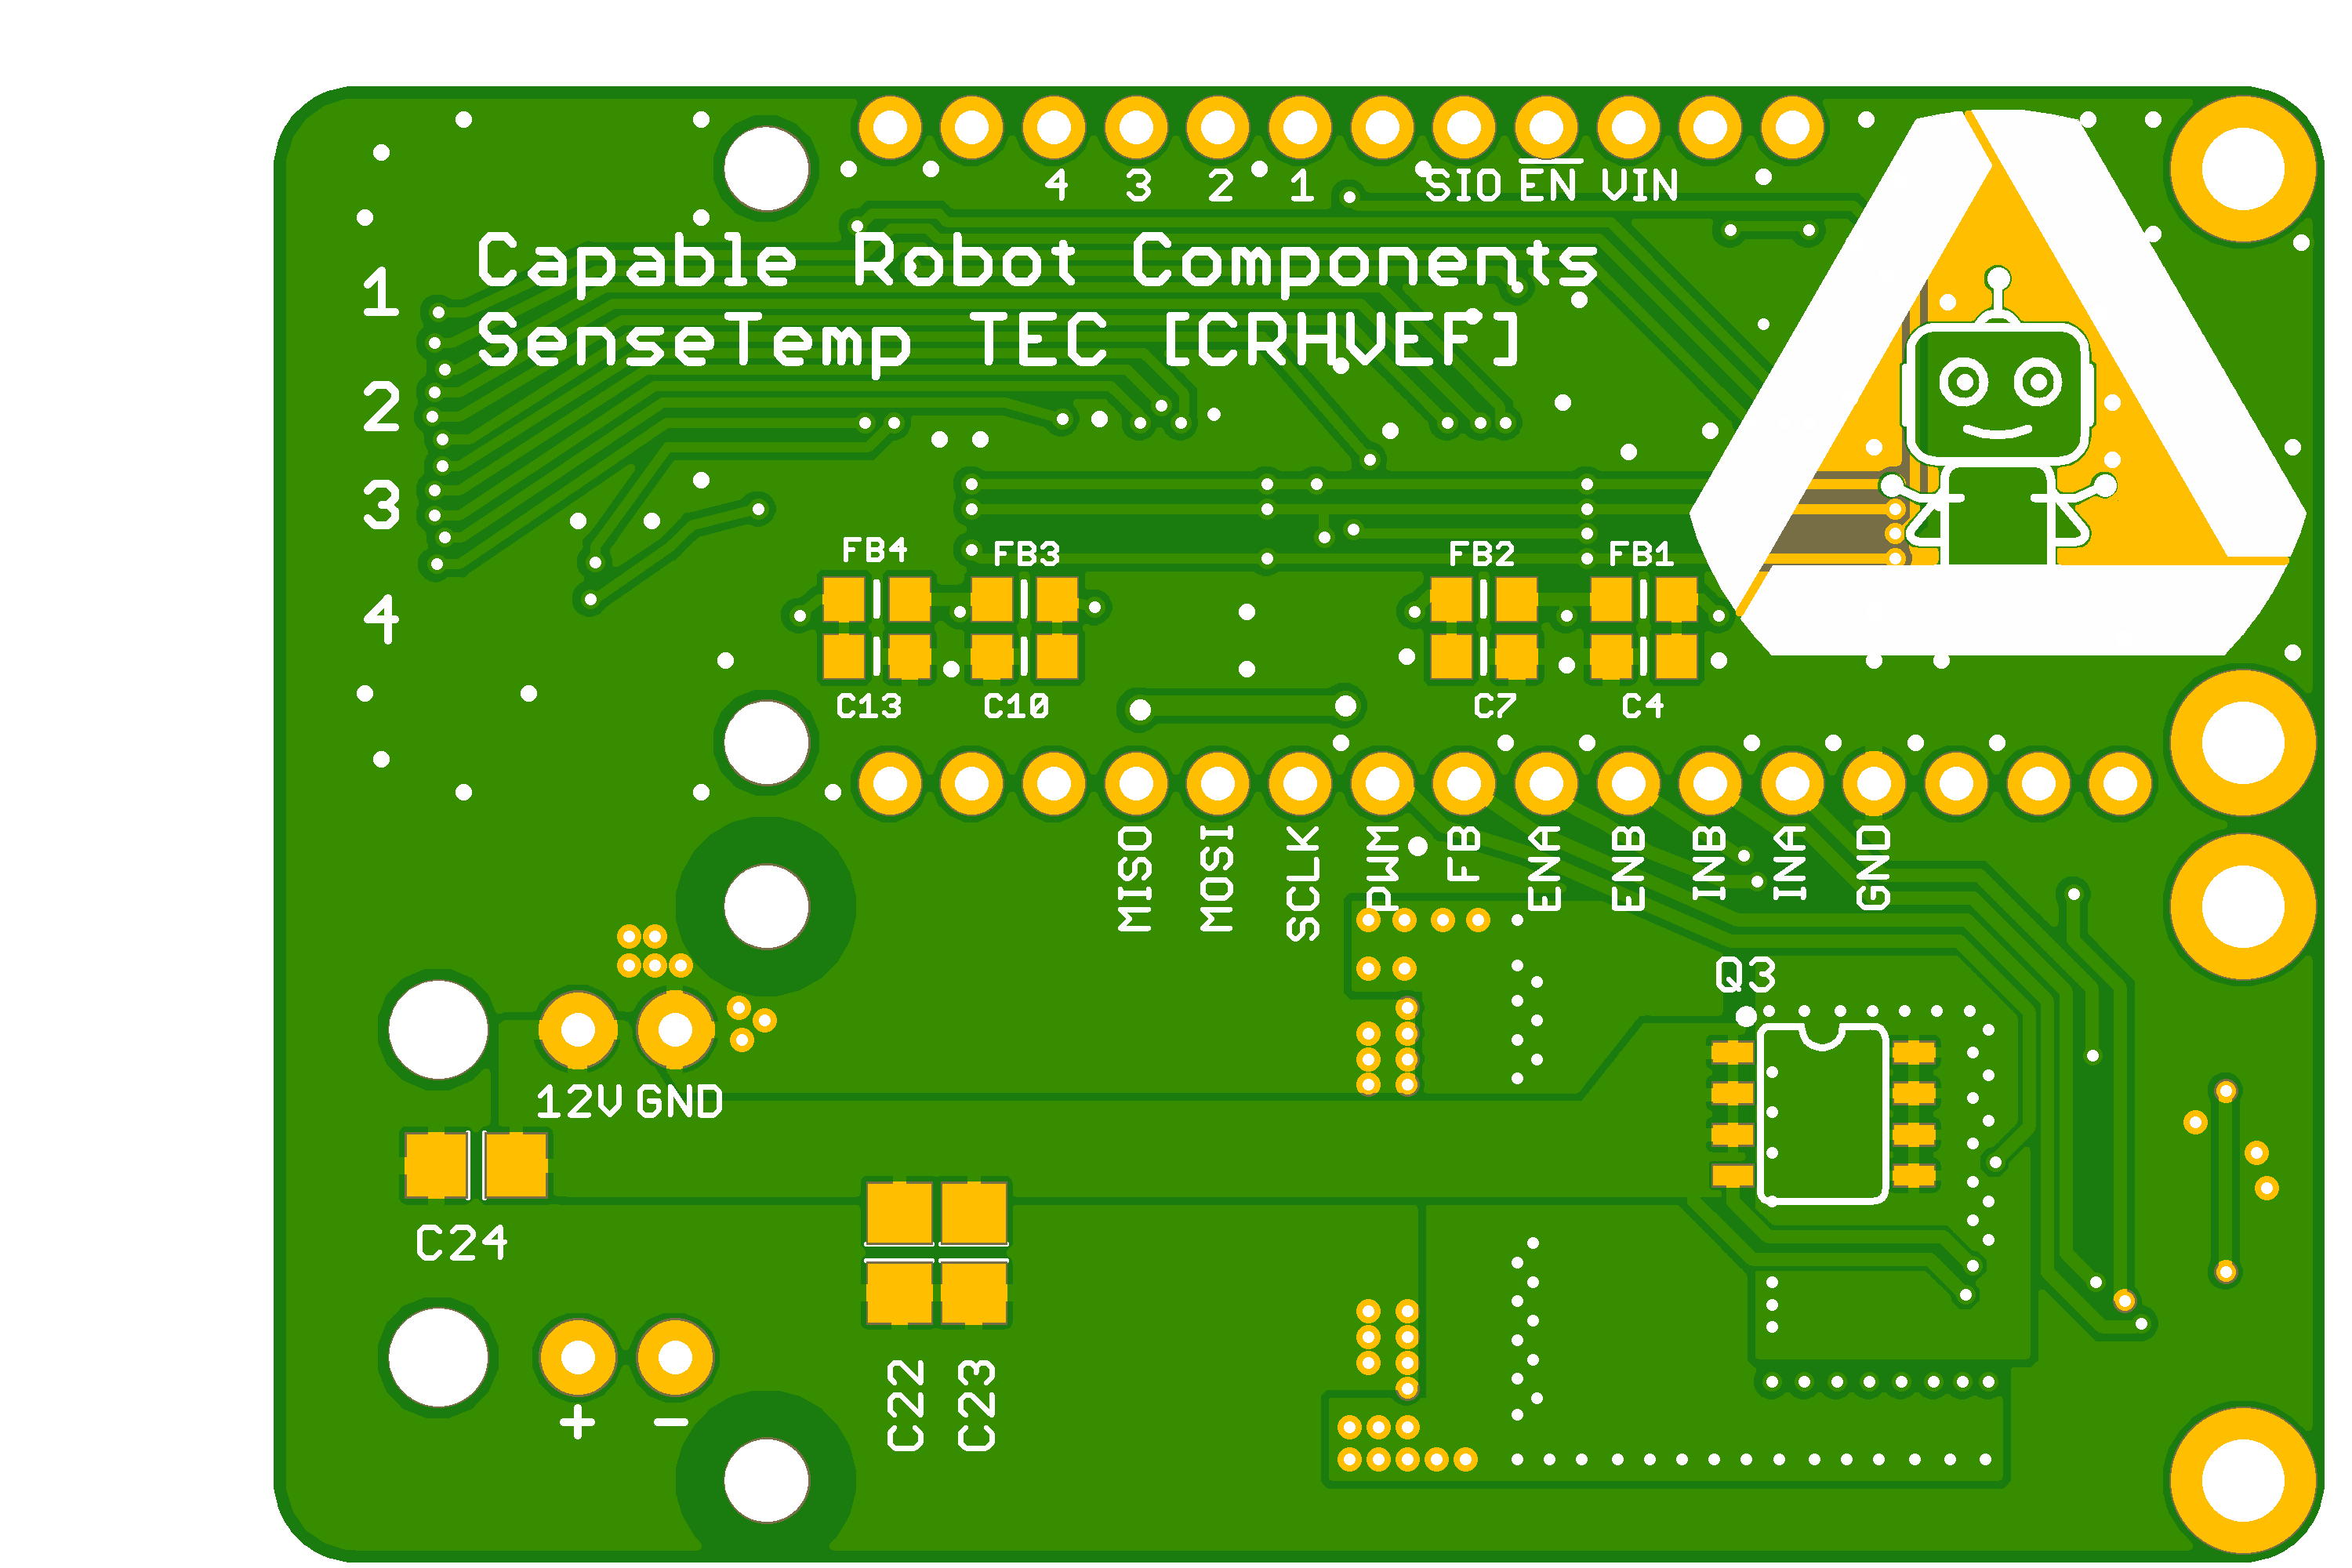 4 3 2 1 SIO EN VIN
Capable Robot Components
SenseTemp TEC [CRHVEF]
1
2
3
4
FB4 FB3 FB2 FB1
C13 C10 C7 C4
MISO MOSI SCLK PWM FB ENA ENB INB INA GND
Q3
12V GND
C24
C22 C23
+ -